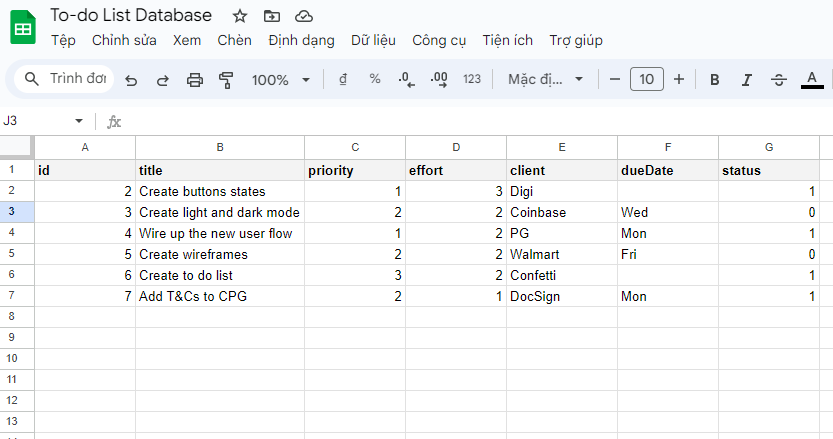 To-do List Database
Tệp Chỉnh sửa Xem Chèn Định dạng Dữ liệu Công cụ Tiện ích Trợ giúp
Trình đơn 100% ₫ % .0 .00 123 Mặc đị... − 10 + B I S A
J3 fx
A B C D E F G
1 id title priority effort client dueDate status
2 2 Create buttons states 1 3 Digi 1
3 3 Create light and dark mode 2 2 Coinbase Wed 0
4 4 Wire up the new user flow 1 2 PG Mon 1
5 5 Create wireframes 2 2 Walmart Fri 0
6 6 Create to do list 3 2 Confetti 1
7 7 Add T&Cs to CPG 2 1 DocSign Mon 1
8
9
10
11
12
13